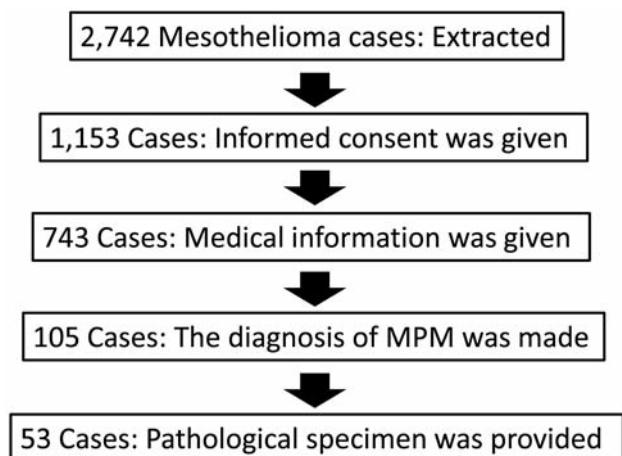 2,742 Mesothelioma cases: Extracted
1,153 Cases: Informed consent was given
743 Cases: Medical information was given
105 Cases: The diagnosis of MPM was made
53 Cases: Pathological specimen was provided